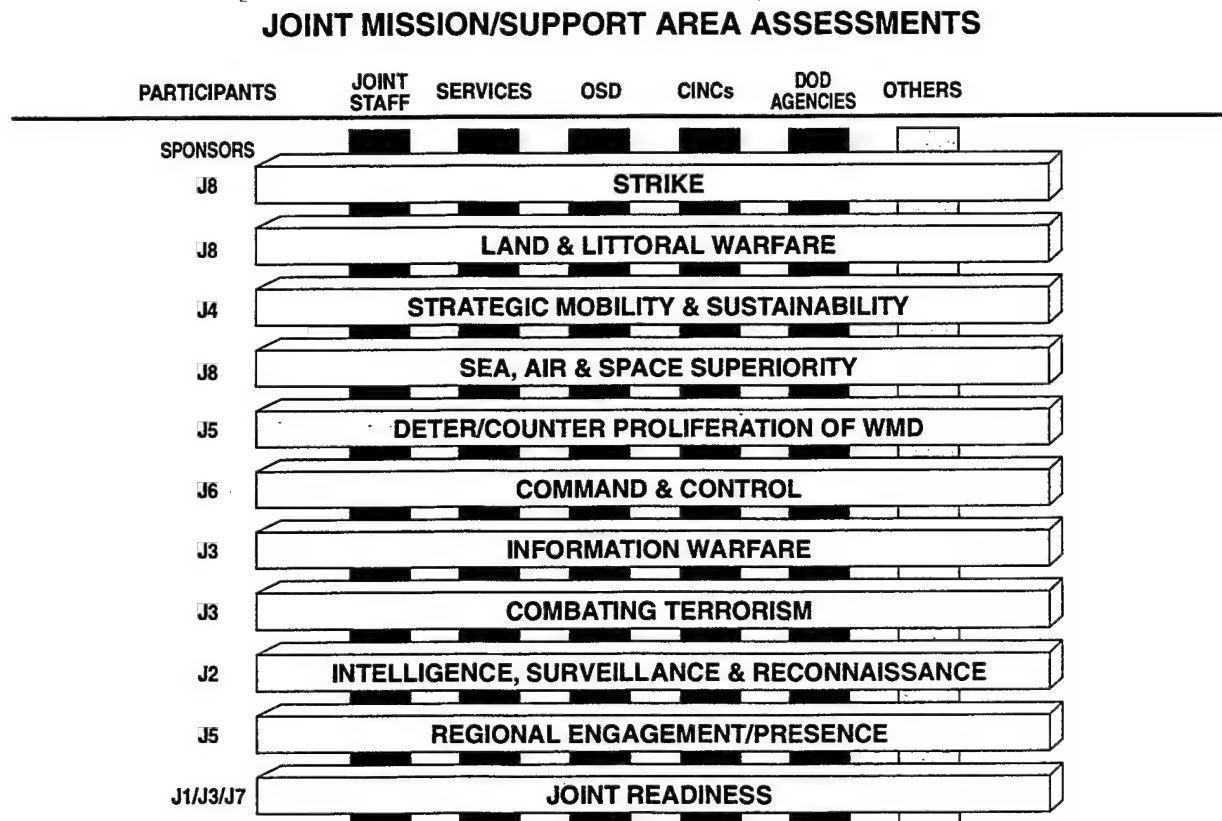 JOINT MISSION/SUPPORT AREA ASSESSMENTS
PARTICIPANTS JOINT STAFF SERVICES OSD CINCs DOD AGENCIES OTHERS
SPONSORS
J8 STRIKE
J8 LAND & LITTORAL WARFARE
J4 STRATEGIC MOBILITY & SUSTAINABILITY
J8 SEA, AIR & SPACE SUPERIORITY
J5 DETER/COUNTER PROLIFERATION OF WMD
J6 COMMAND & CONTROL
J3 INFORMATION WARFARE
J3 COMBATING TERRORISM
J2 INTELLIGENCE, SURVEILLANCE & RECONNAISSANCE
J5 REGIONAL ENGAGEMENT/PRESENCE
J1/J3/J7 JOINT READINESS